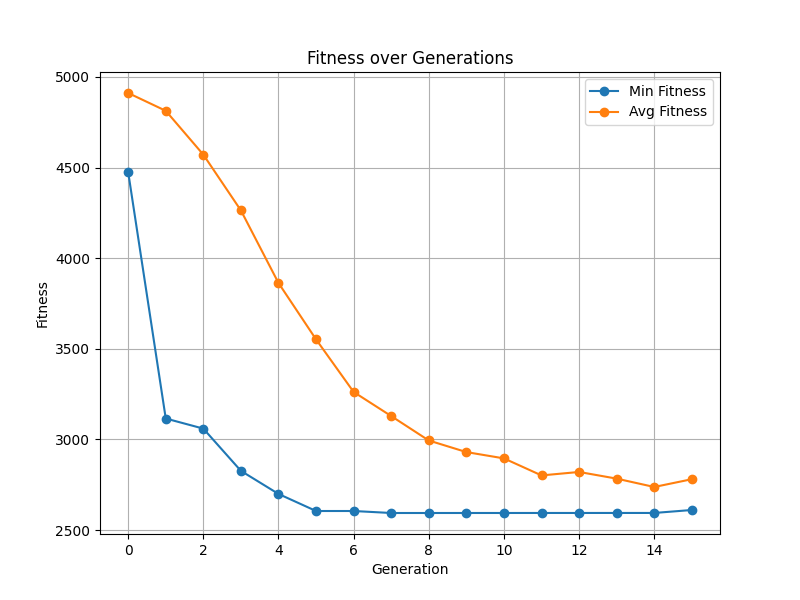 Fitness over Generations
Min Fitness
Avg Fitness
5000
4500
4000
3500
3000
2500
Fitness
0 2 4 6 8 10 12 14
Generation